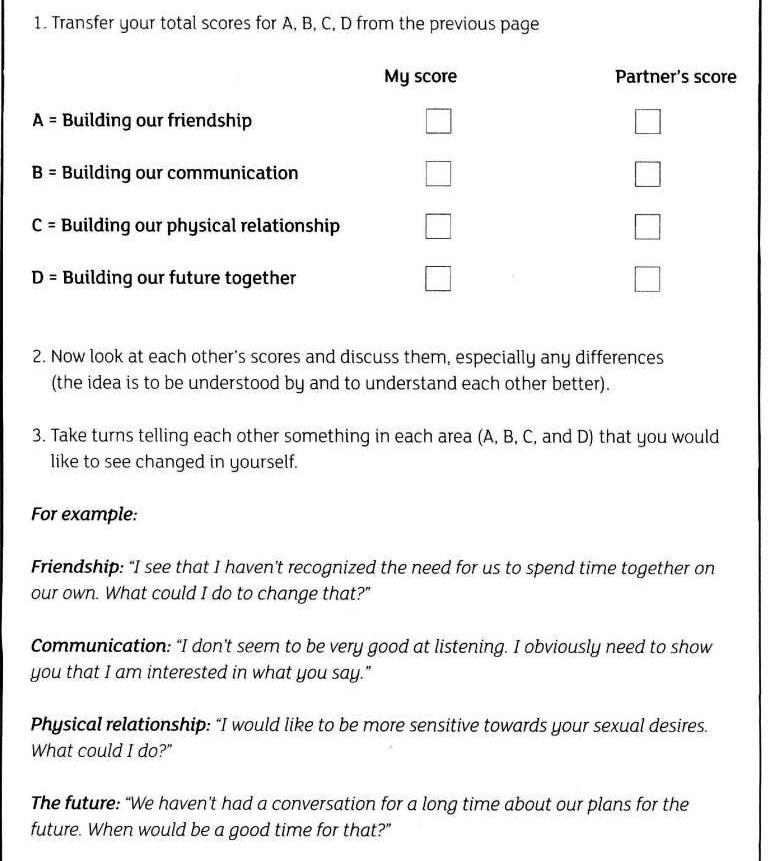 1. Transfer your total scores for A, B, C, D from the previous page
My score Partner's score
A = Building our friendship
B = Building our communication
C = Building our physical relationship
D = Building our future together
2. Now look at each other's scores and discuss them, especially any differences
(the idea is to be understood by and to understand each other better).
3. Take turns telling each other something in each area (A, B, C, and D) that you would
like to see changed in yourself.
For example:
Friendship: "I see that I haven't recognized the need for us to spend time together on
our own. What could I do to change that?"
Communication: "I don't seem to be very good at listening. I obviously need to show
you that I am interested in what you say."
Physical relationship: "I would like to be more sensitive towards your sexual desires.
What could I do?"
The future: "We haven't had a conversation for a long time about our plans for the
future. When would be a good time for that?"